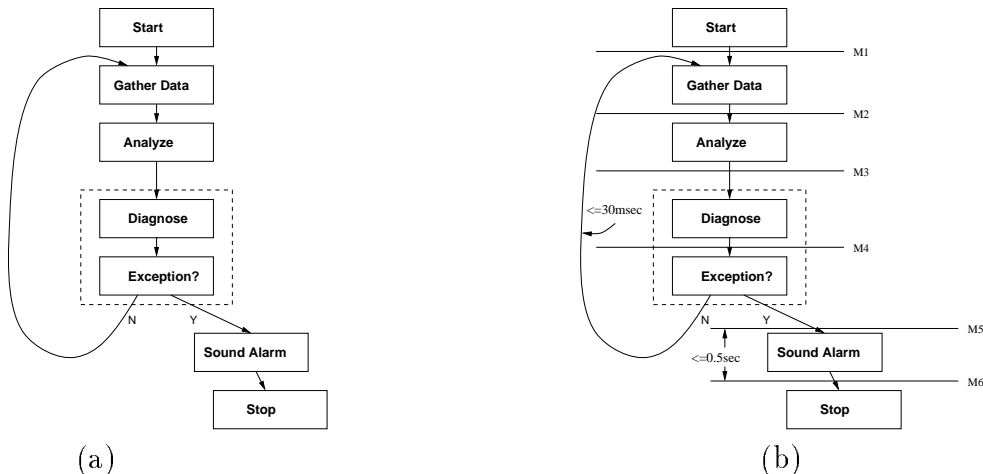 Start
Gather Data
Analyze
Diagnose
Exception?
N
Y
Sound Alarm
Stop
(a)
Start
M1
Gather Data
M2
Analyze
M3
<=30msec
Diagnose
M4
Exception?
N
Y
M5
<=0.5sec
Sound Alarm
M6
Stop
(b)